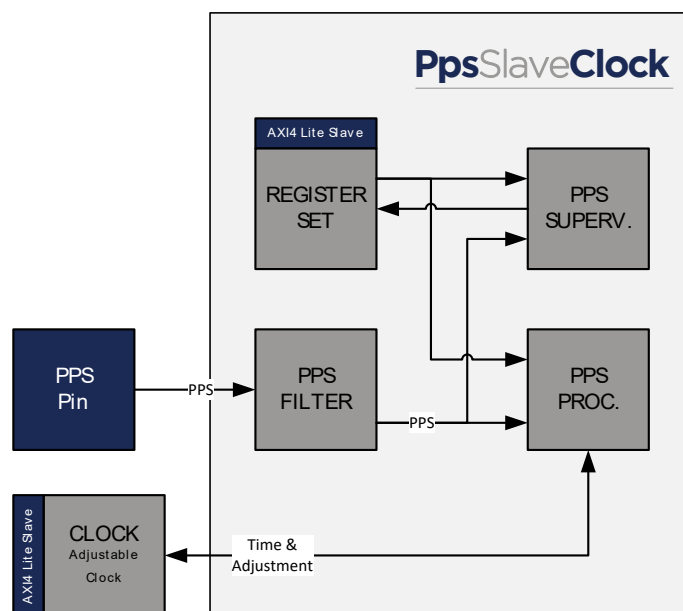 PpsSlaveClock
AXI4 Lite Slave
REGISTER
SET
PPS
SUPERV.
PPS
Pin
PPS
PPS
FILTER
PPS
PPS
PROC.
AXI4 Lite Slave
CLOCK
Adjustable
Clock
Time &
Adjustment